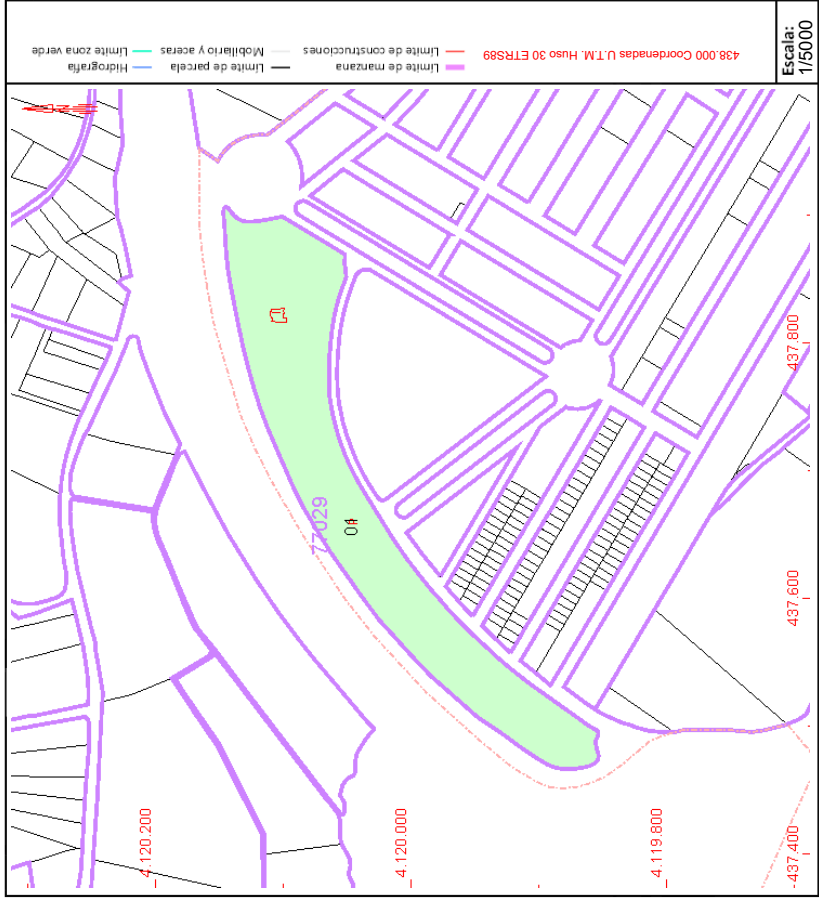 Escala:
1/5000
438.000 Coordenadas U.T.M. Huso 30 ETRS89
Límite de manzana
Límite de construcciones
Límite de parcela
Mobiliario y aceras
Hidrografía
Límite zona verde
77029
437.800
437.600
437.400
4.120.200
4.120.000
4.119.800